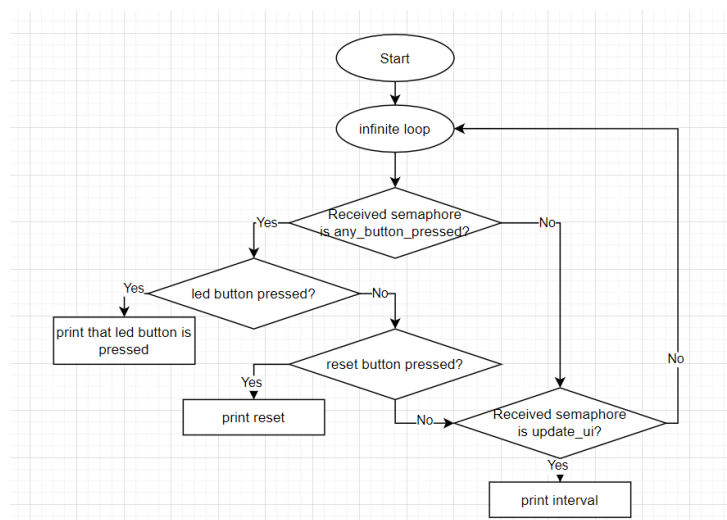 Start
infinite loop
Received semaphore
is any_button_pressed?
Yes
No
led button pressed?
Yes
No
print that led button is
pressed
reset button pressed?
Yes
No
print reset
Received semaphore
is update_ui?
No
Yes
print interval